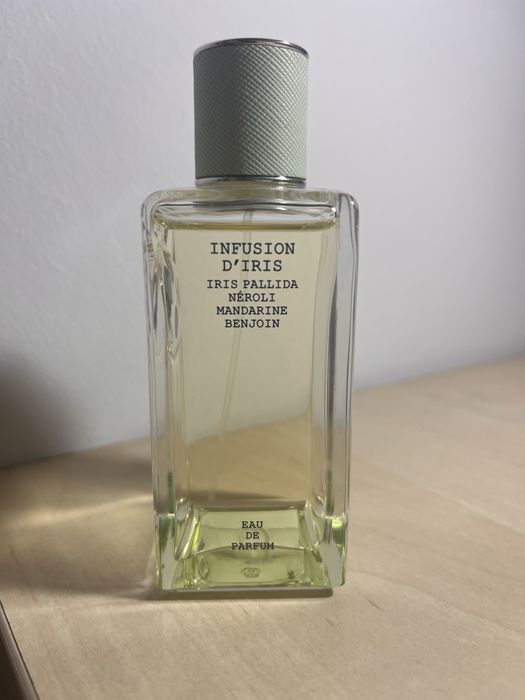 INFUSION
D'IRIS
IRIS PALLIDA
NÉROLI
MANDARINE
BENJOIN
EAU
DE
PARFUM